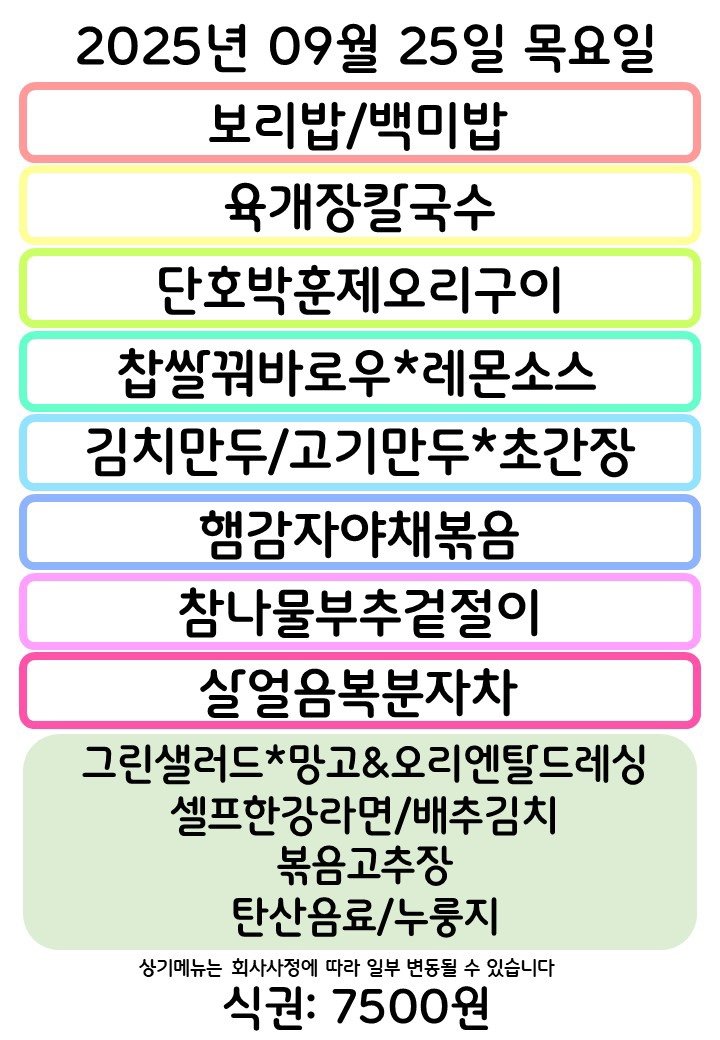 2025년 09월 25일 목요일
보리밥/백미밥
육개장칼국수
단호박훈제오리구이
찹쌀꿔바로우*레몬소스
김치만두/고기만두*초간장
햄감자야채볶음
참나물부추겉절이
살얼음복분자차
그린샐러드*망고&오리엔탈드레싱
셀프한강라면/배추김치
볶음고추장
탄산음료/누룽지
상기메뉴는 회사사정에 따라 일부 변동될 수 있습니다
식권: 7500원